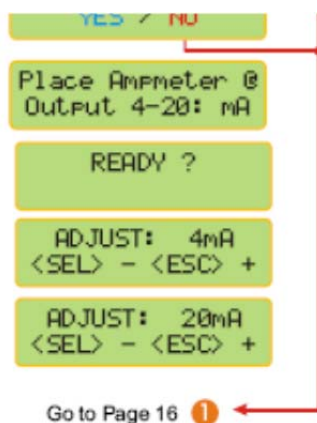 YES / NO
Place Ampmeter @
Output 4-20: mA
READY ?
ADJUST: 4mA
<SEL> - <ESC> +
ADJUST: 20mA
<SEL> - <ESC> +
Go to Page 16 1